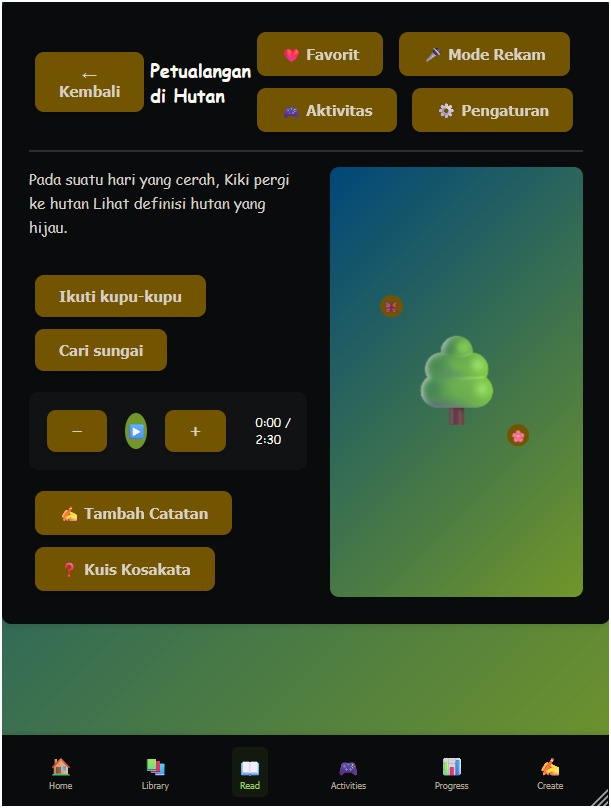 ← Kembali
Petualangan
di Hutan
Favorit
Mode Rekam
Aktivitas
Pengaturan
Pada suatu hari yang cerah, Kiki pergi
ke hutan Lihat definisi hutan yang
hijau.
Ikuti kupu-kupu
Cari sungai
−
+
0:00 /
2:30
Tambah Catatan
Kuis Kosakata
Home
Library
Read
Activities
Progress
Create